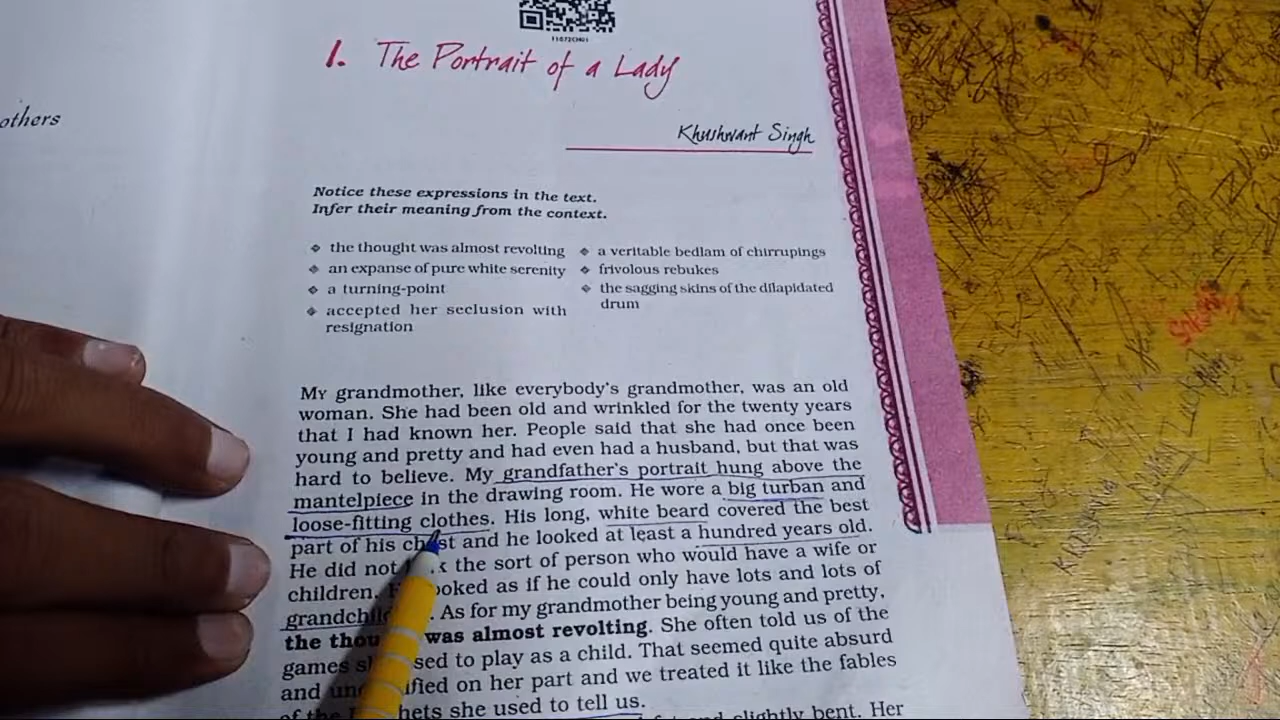 others
1. The Portrait of a Lady
Khushwant Singh
Notice these expressions in the text.
Infer their meaning from the context.
the thought was almost revolting
an expanse of pure white serenity
a turning-point
accepted her seclusion with
resignation
a veritable bedlam of chirrupings
frivolous rebukes
the sagging skins of the dilapidated
drum
My grandmother, like everybody's grandmother, was an old
woman. She had been old and wrinkled for the twenty years
that I had known her. People said that she had once been
young and pretty and had even had a husband, but that was
hard to believe. My grandfather's portrait hung above the
mantelpiece in the drawing room. He wore a big turban and
loose-fitting clothes. His long, white beard covered the best
part of his chest and he looked at least a hundred years old.
He did not the sort of person who would have a wife or
children. looked as if he could only have lots and lots of
As for my grandmother being young and pretty,
the was almost revolting. She often told us of the
games used to play as a child. That seemed quite absurd
and on her part and we treated it like the fables
of the she used to tell us.
and slightly bent. Her